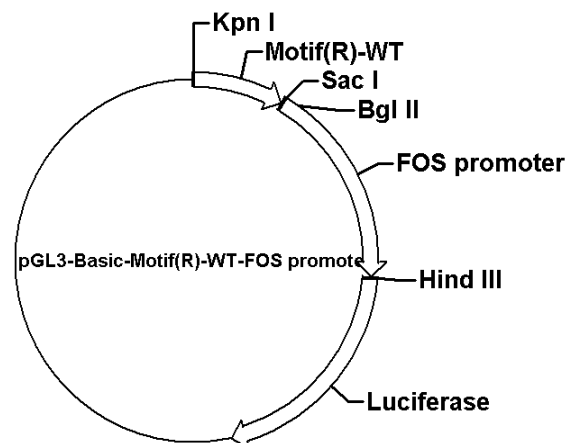 Kpn I
Motif(R)-WT
Sac I
Bgl II
FOS promoter
pGL3-Basic-Motif(R)-WT-FOS promote
Hind III
Luciferase